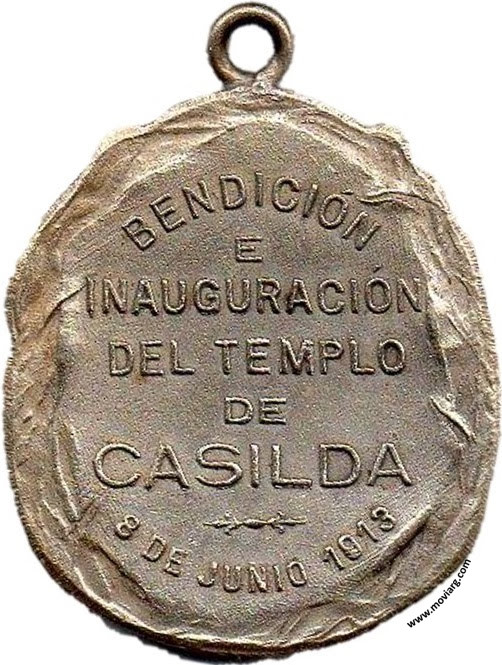 BENDICIÓN
E
INAUGURACIÓN
DEL TEMPLO
DE
CASILDA
8 DE JUNIO 1913
www.moviarg.com